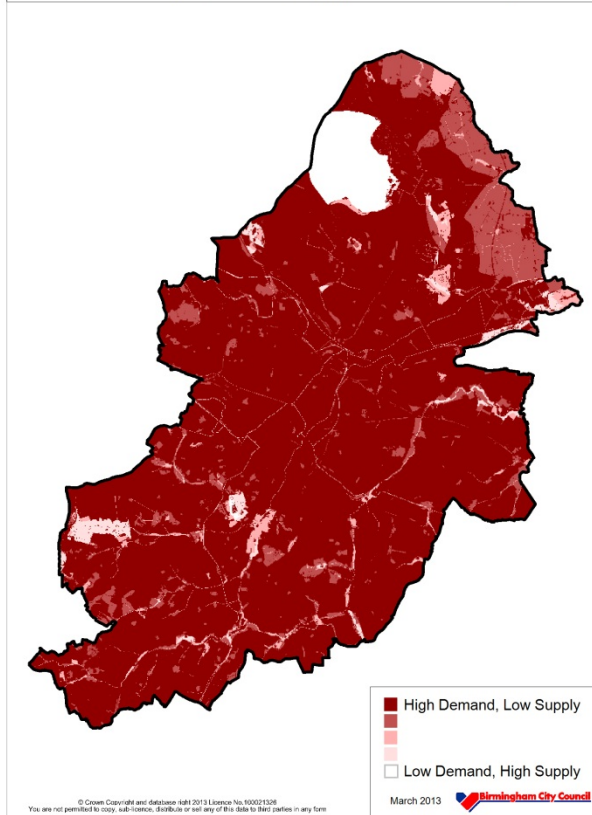 High Demand, Low Supply
Low Demand, High Supply
March 2013
Birmingham City Council
© Crown Copyright and database right 2013 Licence No.100021326
You are not permitted to copy, sub-licence, distribute or sell any of this data to third parties in any form